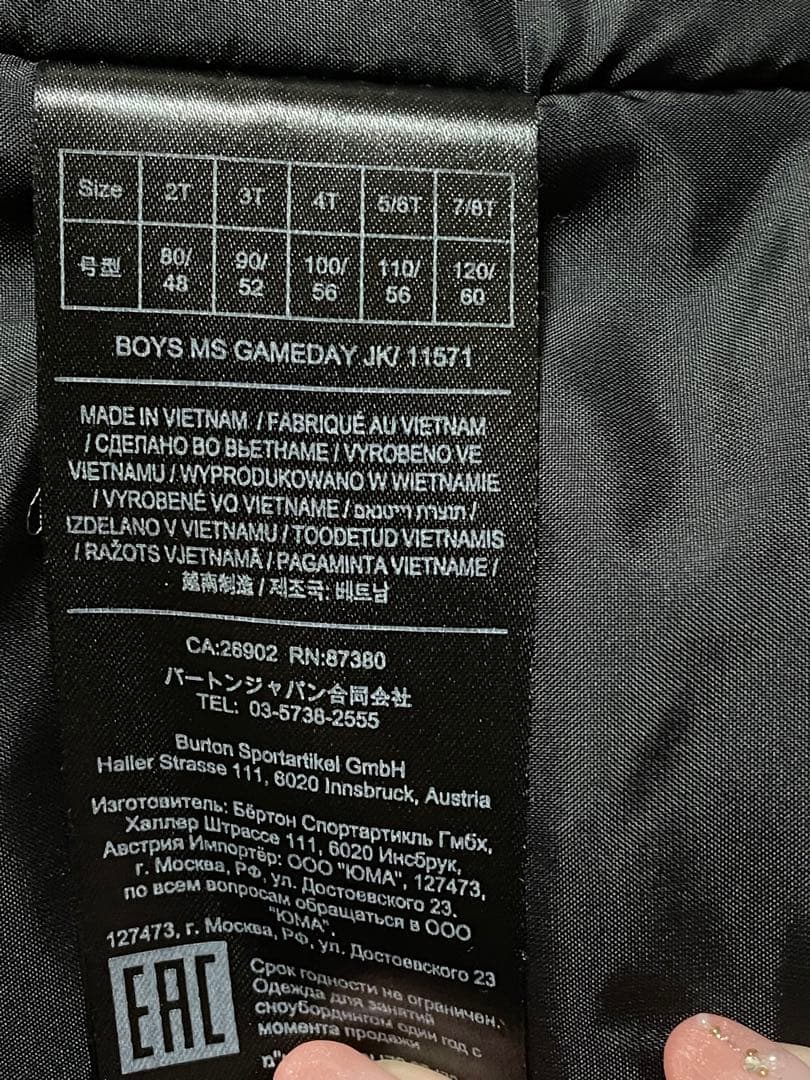 Size 2T 3T 4T 5/6T 7/8T
号型 80/48 90/52 100/56 110/56 120/60
BOYS MS GAMEDAY JK/ 11571
MADE IN VIETNAM / FABRIQUÉ AU VIETNAM
/ СДЕЛАНО ВО ВЬЕТНАМЕ / VYROBENO VE
VIETNAMU / WYPRODUKOWANO W WIETNAMIE
/ VYROBENÉ VO VIETNAME / תוצרת וייטנאם /
IZDELANO V VIETNAMU / TOODETUD VIETNAMIS
/ RAŽOTS VJETNAMĀ / PAGAMINTA VIETNAME /
越南制造 / 제조국: 베트남
CA:26902 RN:87380
バートンジャパン合同会社
TEL: 03-5738-2555
Burton Sportartikel GmbH
Haller Strasse 111, 6020 Innsbruck, Austria
Изготовитель: Бёртон Спортартикль Гмбх,
Халлер Штрассе 111, 6020 Инсбрук,
Австрия Импортёр: ООО "ЮМА", 127473,
г. Москва, РФ, ул. Достоевского 23.
по всем вопросам обращаться в ООО
"ЮМА".
127473, г. Москва, РФ, ул. Достоевского 23
EAC
Срок годности не ограничен.
Одежда для занятий
сноубордингом один год с
момента продажи